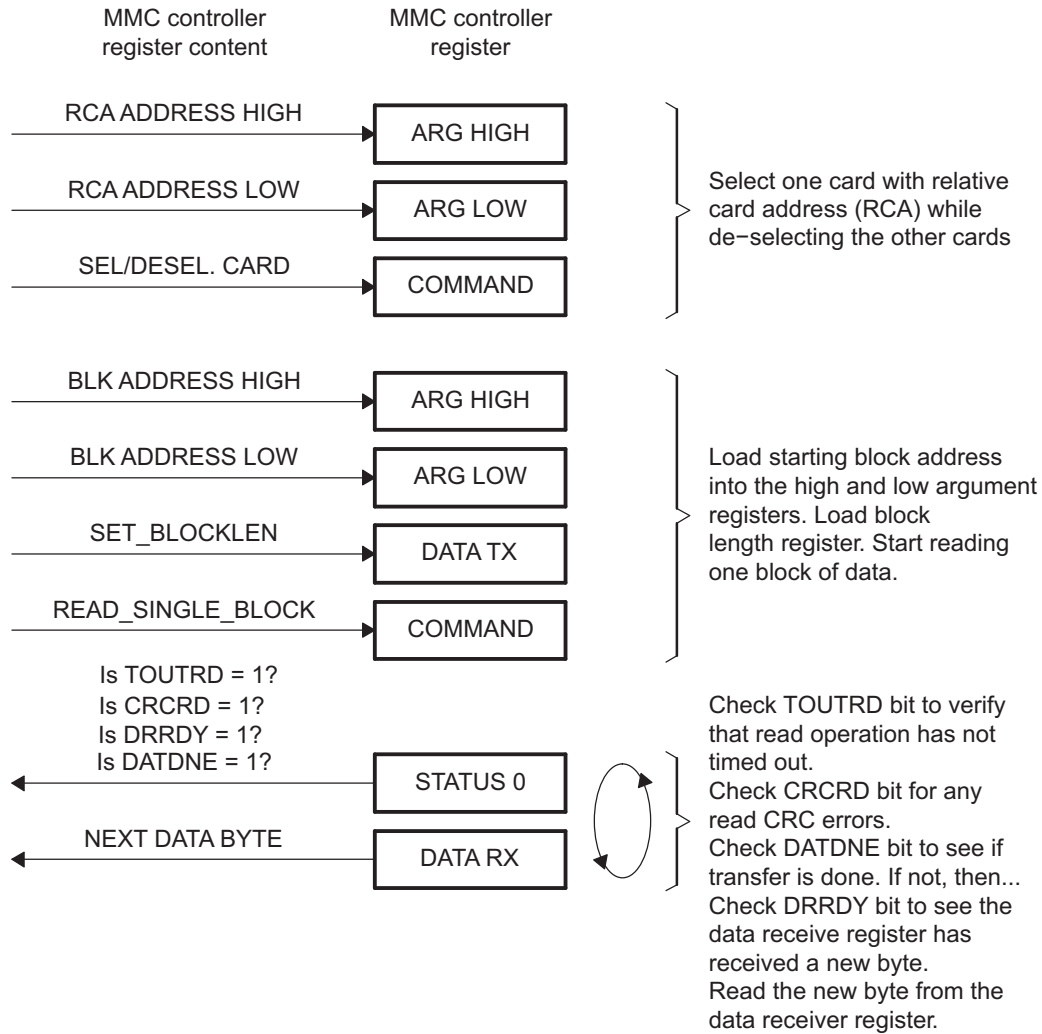 MMC controller
register content
MMC controller
register
RCA ADDRESS HIGH
ARG HIGH
RCA ADDRESS LOW
ARG LOW
SEL/DESEL. CARD
COMMAND
Select one card with relative
card address (RCA) while
de−selecting the other cards
BLK ADDRESS HIGH
ARG HIGH
BLK ADDRESS LOW
ARG LOW
SET_BLOCKLEN
DATA TX
READ_SINGLE_BLOCK
COMMAND
Load starting block address
into the high and low argument
registers. Load block
length register. Start reading
one block of data.
Is TOUTRD = 1?
Is CRCRD = 1?
Is DRRDY = 1?
Is DATDNE = 1?
STATUS 0
NEXT DATA BYTE
DATA RX
Check TOUTRD bit to verify
that read operation has not
timed out.
Check CRCRD bit for any
read CRC errors.
Check DATDNE bit to see if
transfer is done. If not, then...
Check DRRDY bit to see the
data receive register has
received a new byte.
Read the new byte from the
data receiver register.